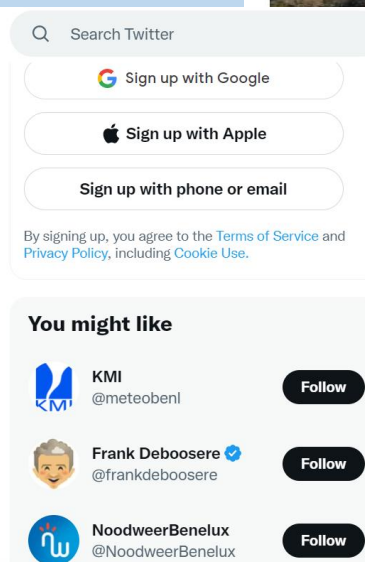 Search Twitter
Sign up with Google
Sign up with Apple
Sign up with phone or email
By signing up, you agree to the Terms of Service and
Privacy Policy, including Cookie Use.
You might like
KMI
KMI
@meteobenl
Follow
Frank Deboosere
@frankdeboosere
Follow
nw
NoodweerBenelux
@NoodweerBenelux
Follow